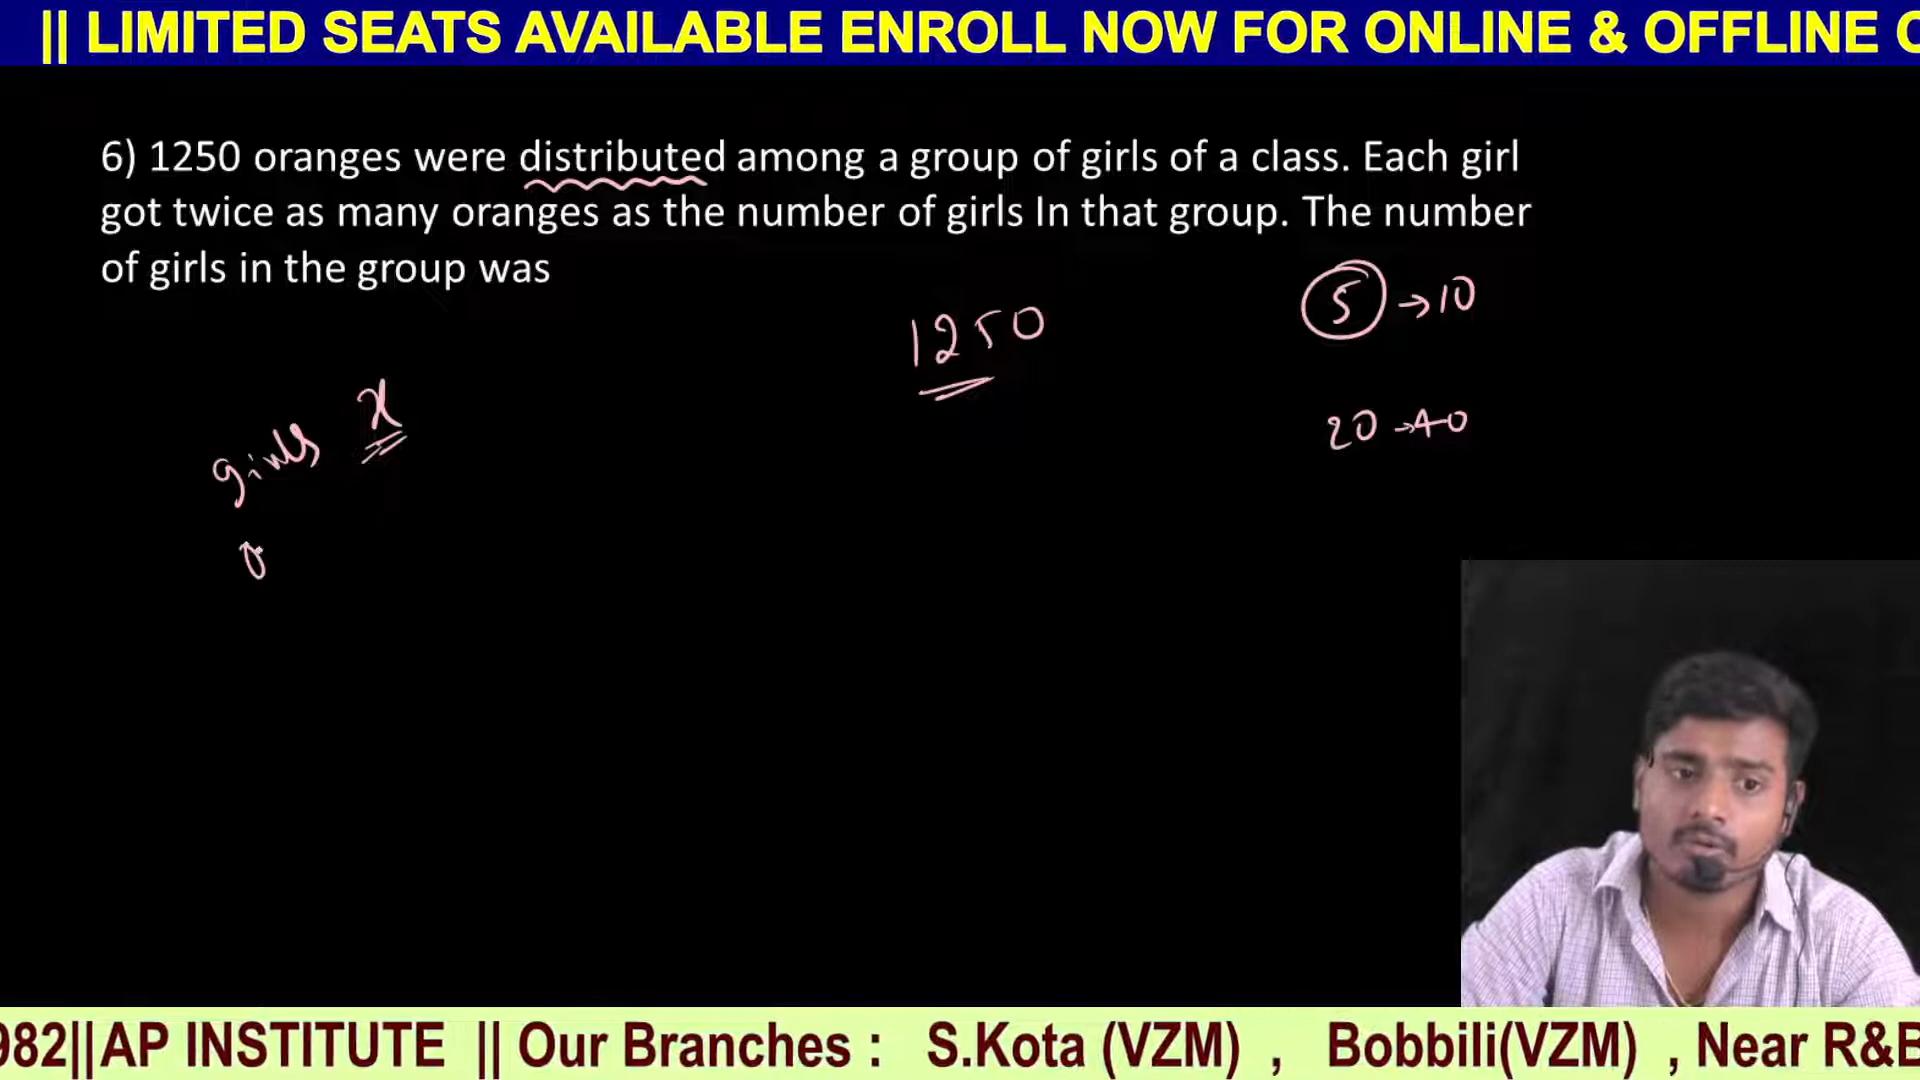 || LIMITED SEATS AVAILABLE ENROLL NOW FOR ONLINE & OFFLINE C
6) 1250 oranges were distributed among a group of girls of a class. Each girl
got twice as many oranges as the number of girls In that group. The number
of girls in the group was
5 → 10
1250
20 → 40
girls x
0
982||AP INSTITUTE || Our Branches : S.Kota (VZM) , Bobbili(VZM) , Near R&B